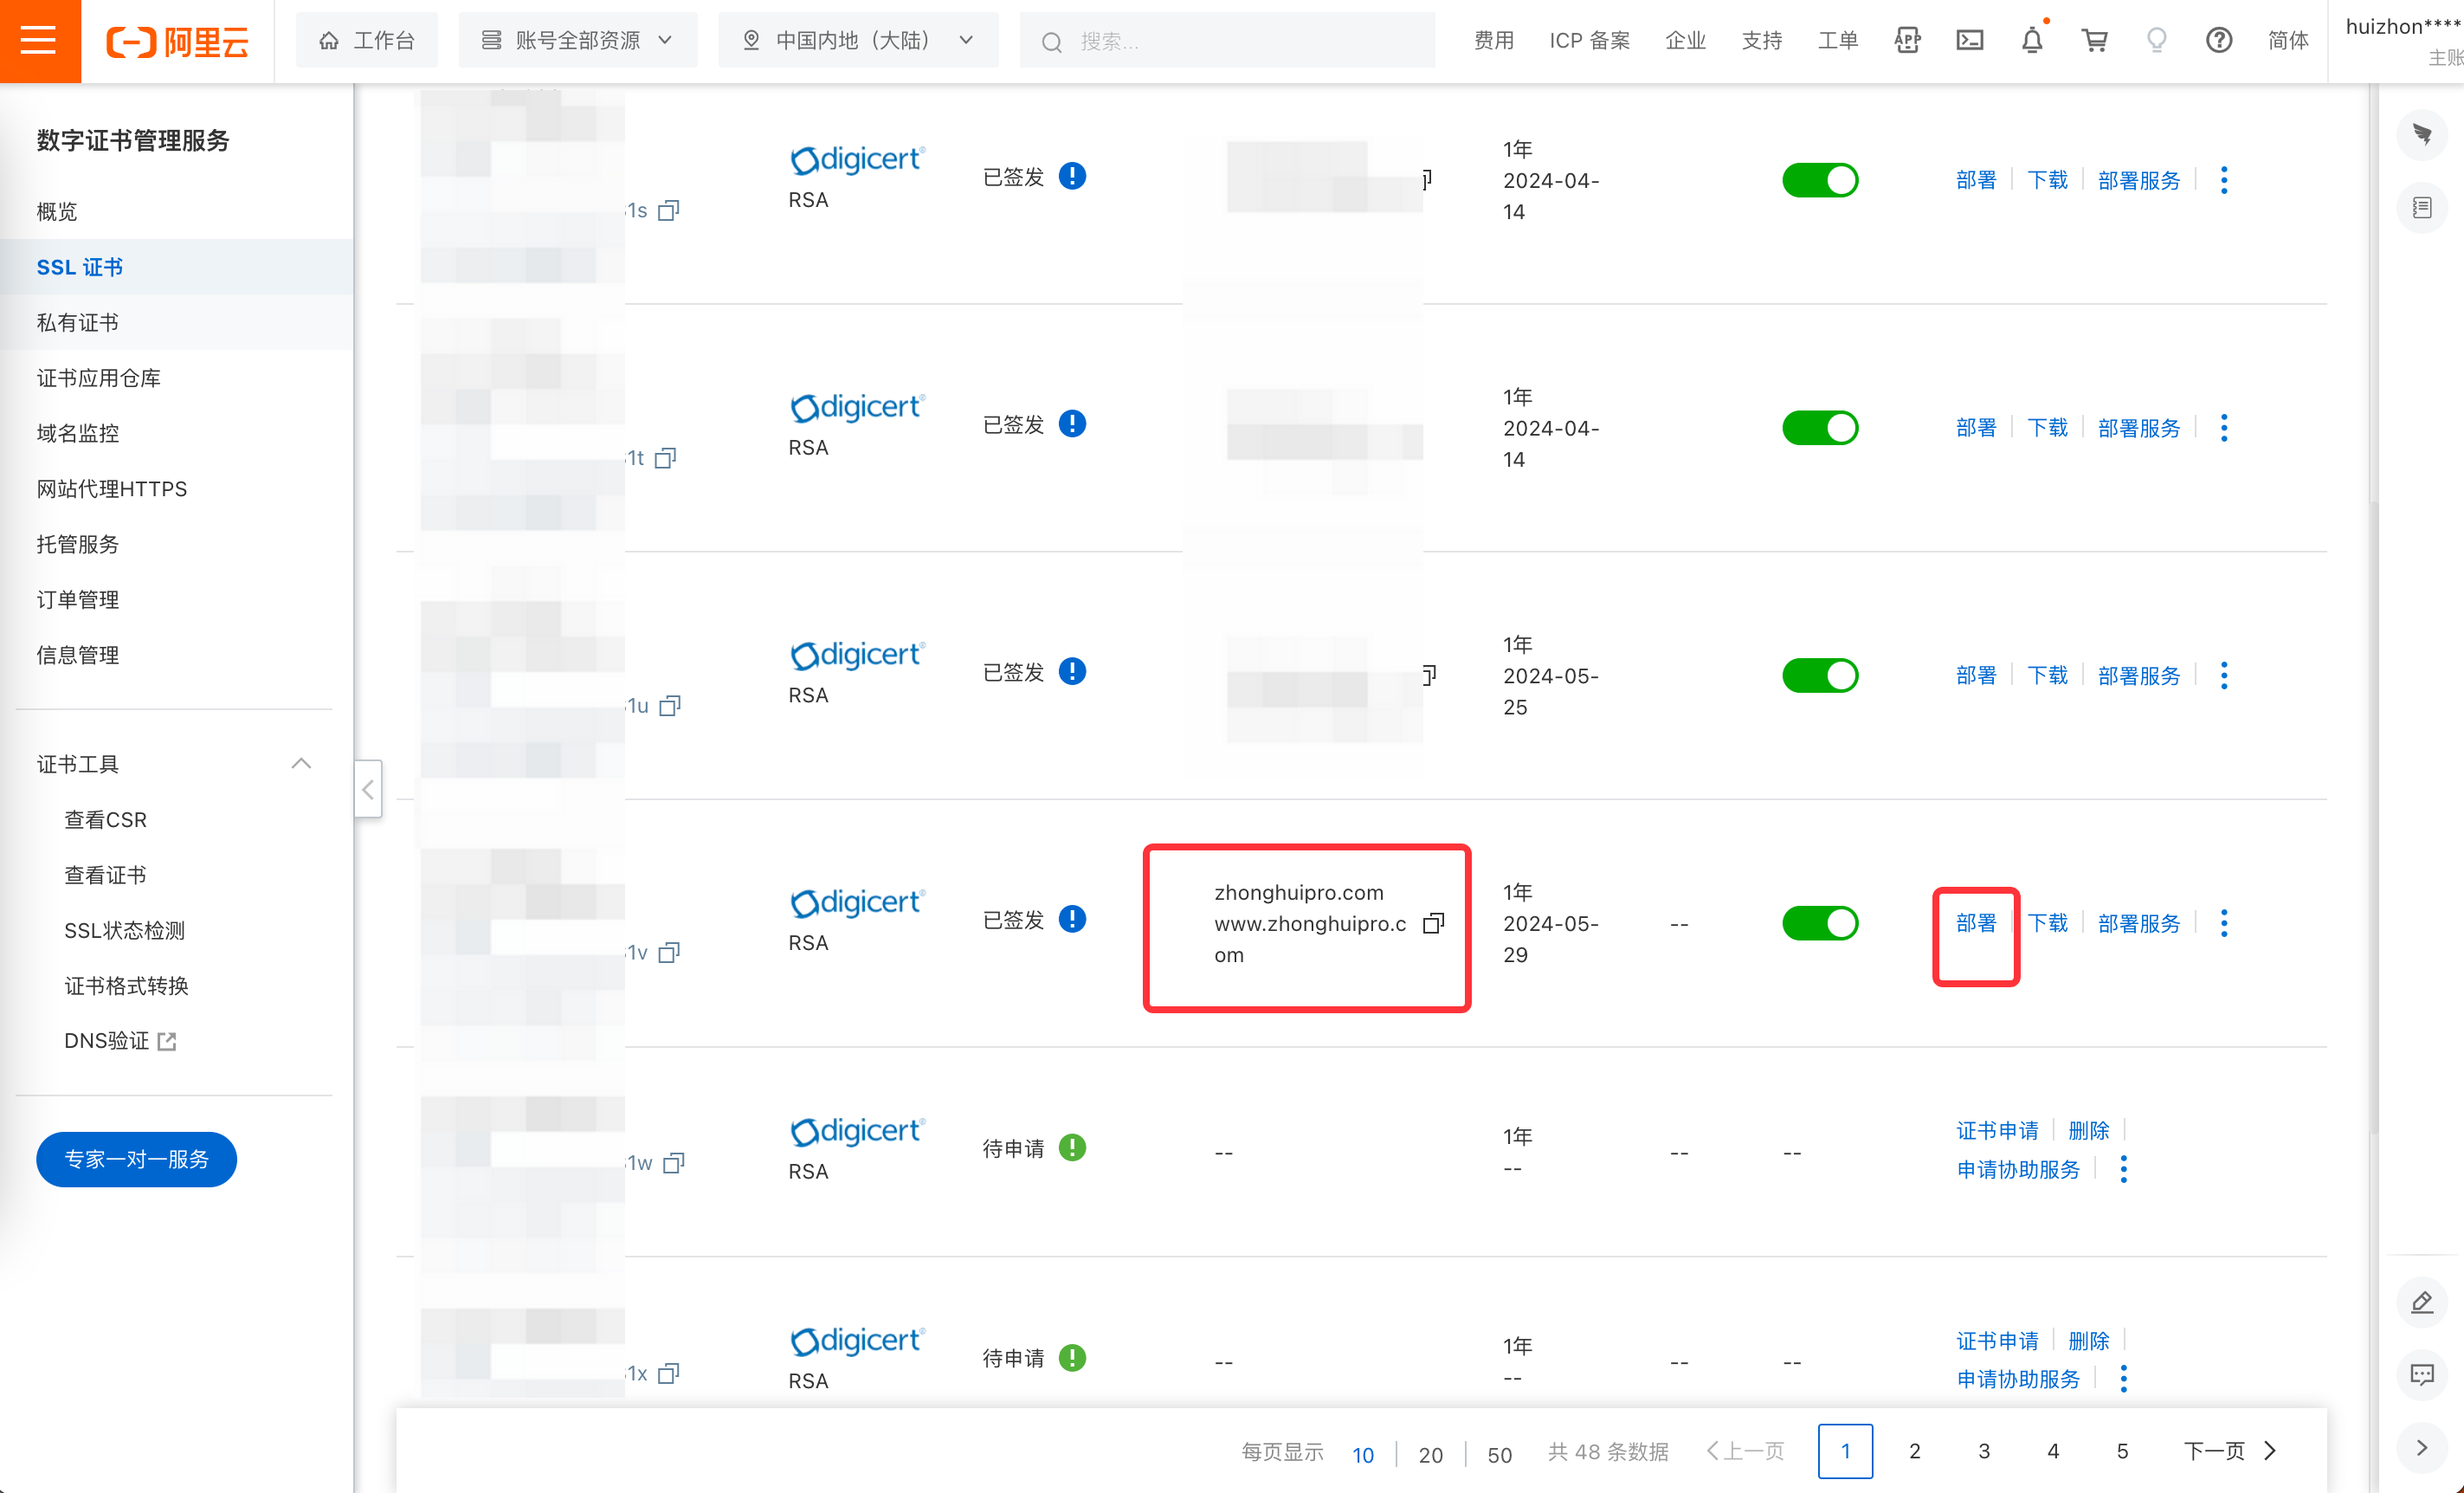 阿里云
工作台
账号全部资源
中国内地（大陆）
搜索...
费用
ICP 备案
企业
支持
工单
APP
简体
huizhon****
主账
数字证书管理服务
概览
SSL 证书
私有证书
证书应用仓库
域名监控
网站代理HTTPS
托管服务
订单管理
信息管理
证书工具
查看CSR
查看证书
SSL状态检测
证书格式转换
DNS验证
专家一对一服务
1s
digicert
RSA
已签发
1年
2024-04-
14
部署 下载 部署服务
1t
digicert
RSA
已签发
1年
2024-04-
14
部署 下载 部署服务
1u
digicert
RSA
已签发
1年
2024-05-
25
部署 下载 部署服务
1v
digicert
RSA
已签发
zhonghuipro.com
www.zhonghuipro.c
om
1年
2024-05-
29
--
部署 下载 部署服务
1w
digicert
RSA
待申请
--
1年
--
--
--
证书申请 删除
申请协助服务
1x
digicert
RSA
待申请
--
1年
--
--
--
证书申请 删除
申请协助服务
每页显示 10 20 50 共 48 条数据 上一页 1 2 3 4 5 下一页